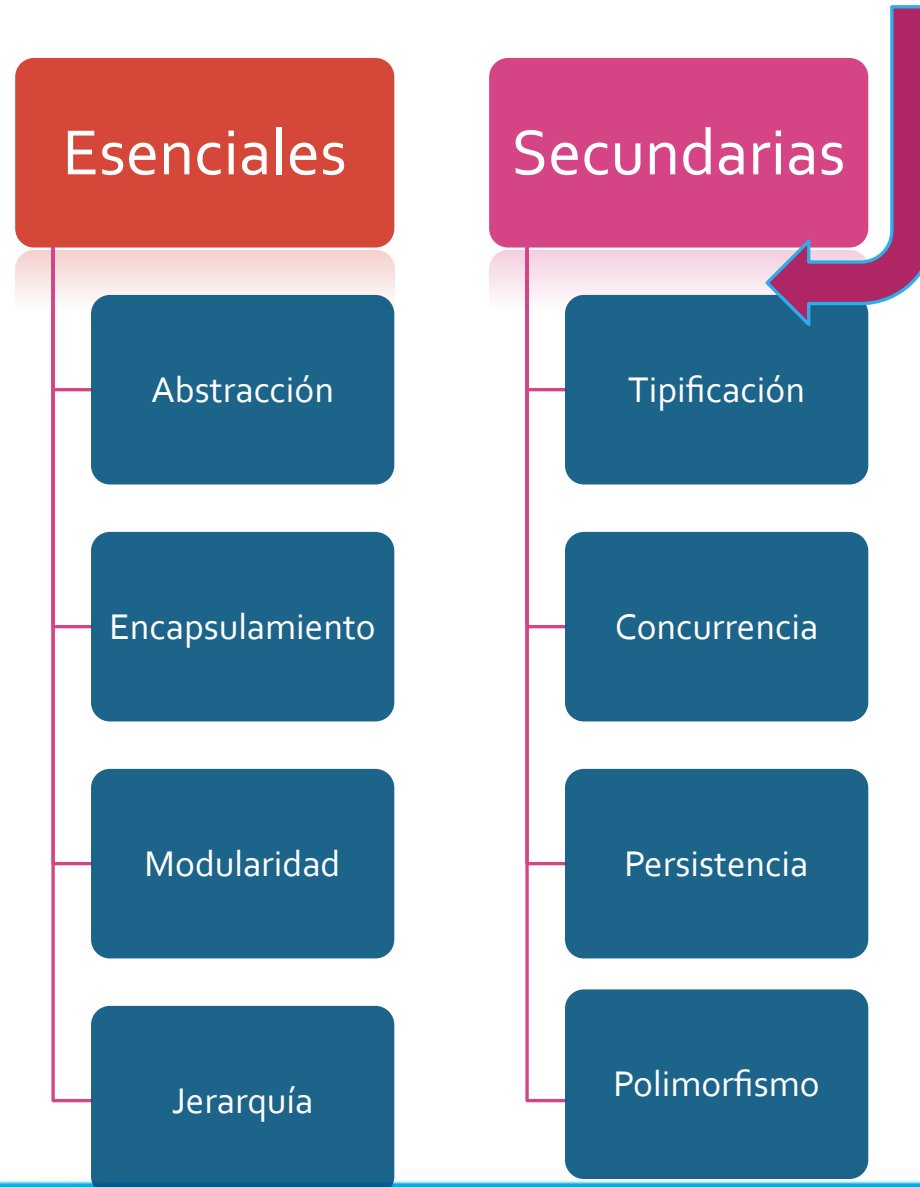 Esenciales
Abstracción
Encapsulamiento
Modularidad
Jerarquía
Secundarias
Tipificación
Concurrencia
Persistencia
Polimorfismo